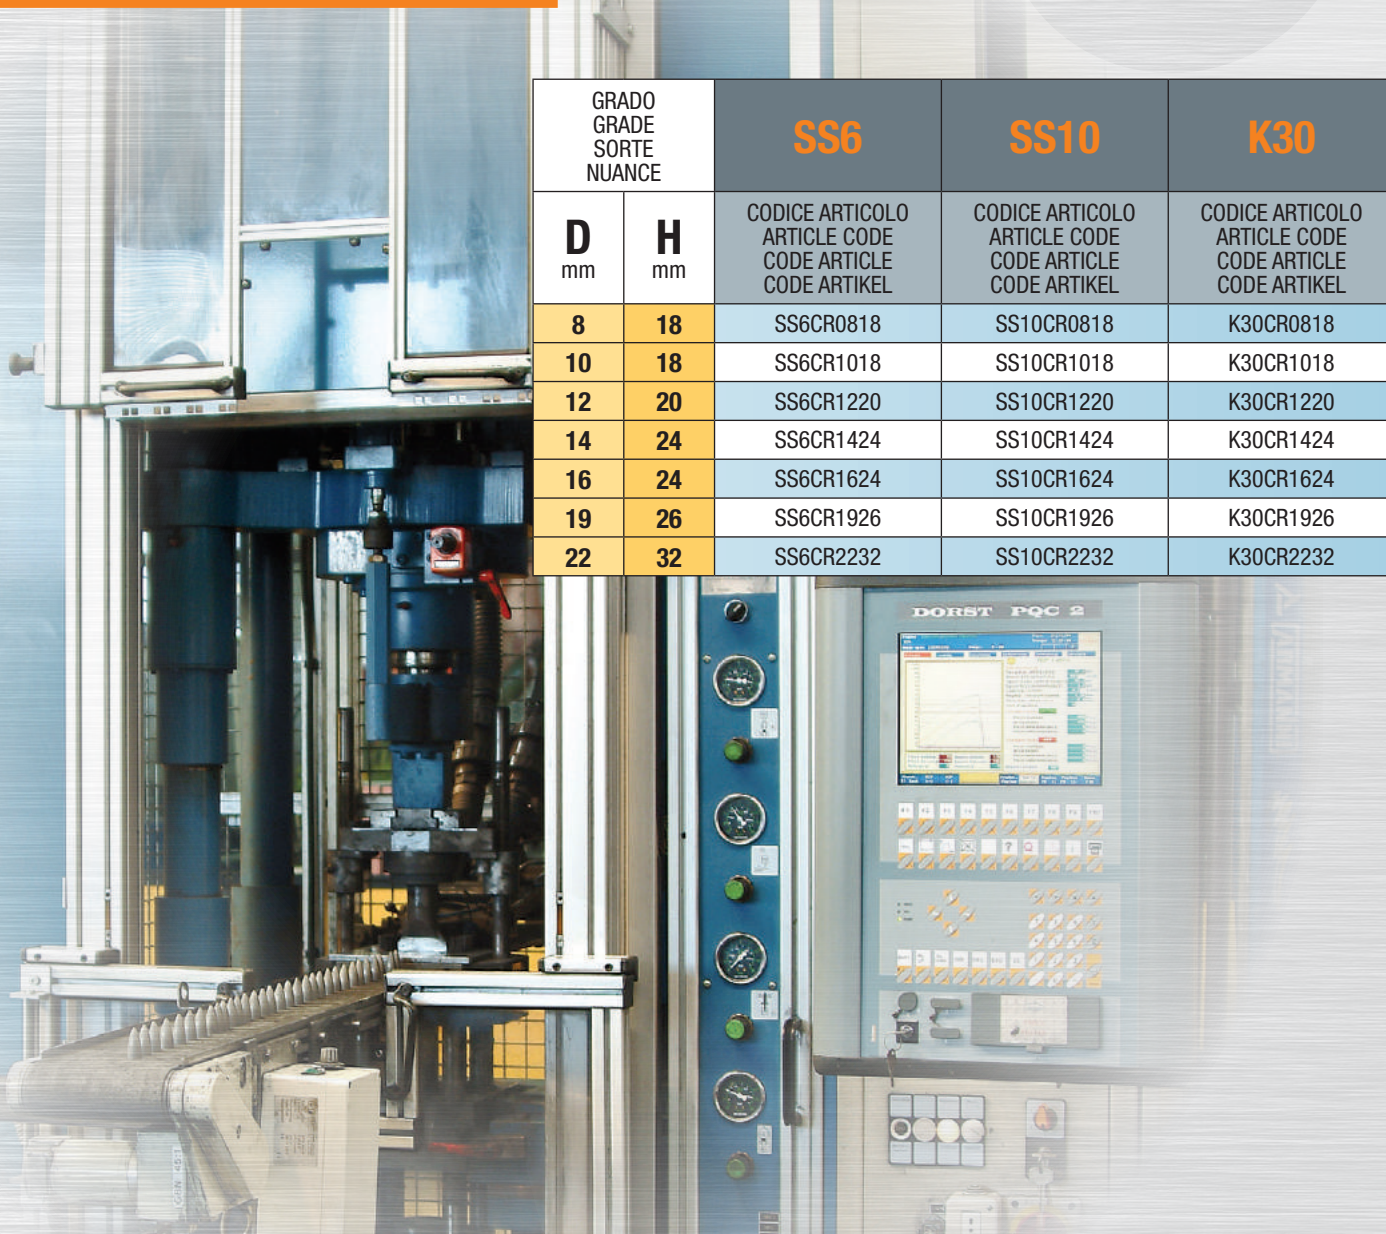 GRADO
GRADE
SORTE
NUANCE
SS6
SS10
K30
D
mm
H
mm
CODICE ARTICOLO
ARTICLE CODE
CODE ARTICLE
CODE ARTIKEL
CODICE ARTICOLO
ARTICLE CODE
CODE ARTICLE
CODE ARTIKEL
CODICE ARTICOLO
ARTICLE CODE
CODE ARTICLE
CODE ARTIKEL
8 18 SS6CR0818 SS10CR0818 K30CR0818
10 18 SS6CR1018 SS10CR1018 K30CR1018
12 20 SS6CR1220 SS10CR1220 K30CR1220
14 24 SS6CR1424 SS10CR1424 K30CR1424
16 24 SS6CR1624 SS10CR1624 K30CR1624
19 26 SS6CR1926 SS10CR1926 K30CR1926
22 32 SS6CR2232 SS10CR2232 K30CR2232
DORST PQC 2